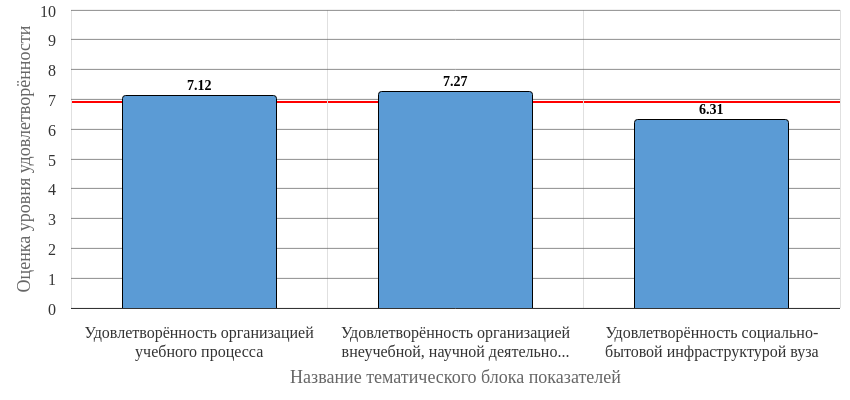 Оценка уровня удовлетворённости
10
9
8
7
6
5
4
3
2
1
0
7.12
7.27
6.31
Удовлетворённость организацией
учебного процесса
Удовлетворённость организацией
внеучебной, научной деятельно...
Удовлетворённость социально-
бытовой инфраструктурой вуза
Название тематического блока показателей